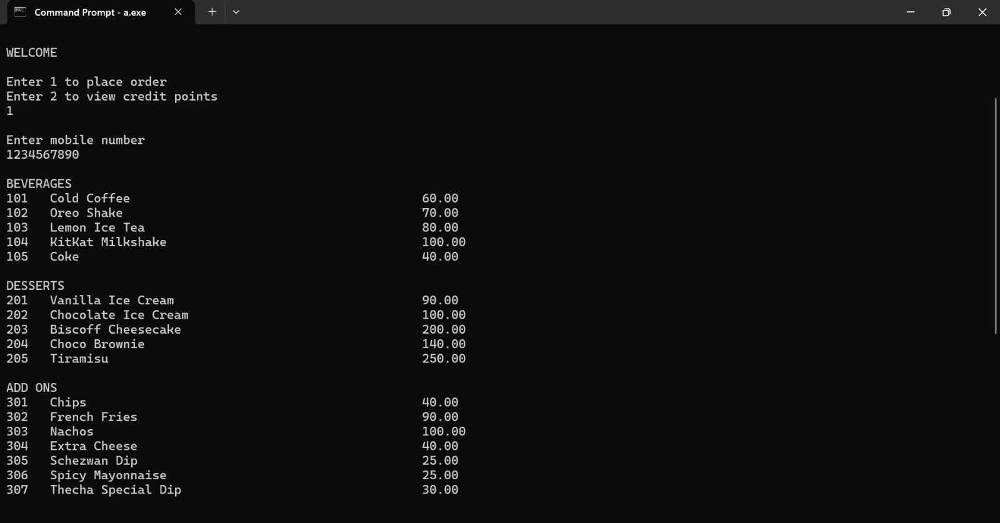 Command Prompt - a.exe
WELCOME
Enter 1 to place order
Enter 2 to view credit points
1
Enter mobile number
1234567890
BEVERAGES
101 Cold Coffee 60.00
102 Oreo Shake 70.00
103 Lemon Ice Tea 80.00
104 KitKat Milkshake 100.00
105 Coke 40.00
DESSERTS
201 Vanilla Ice Cream 90.00
202 Chocolate Ice Cream 100.00
203 Biscoff Cheesecake 200.00
204 Choco Brownie 140.00
205 Tiramisu 250.00
ADD ONS
301 Chips 40.00
302 French Fries 90.00
303 Nachos 100.00
304 Extra Cheese 40.00
305 Schezwan Dip 25.00
306 Spicy Mayonnaise 25.00
307 Thecha Special Dip 30.00